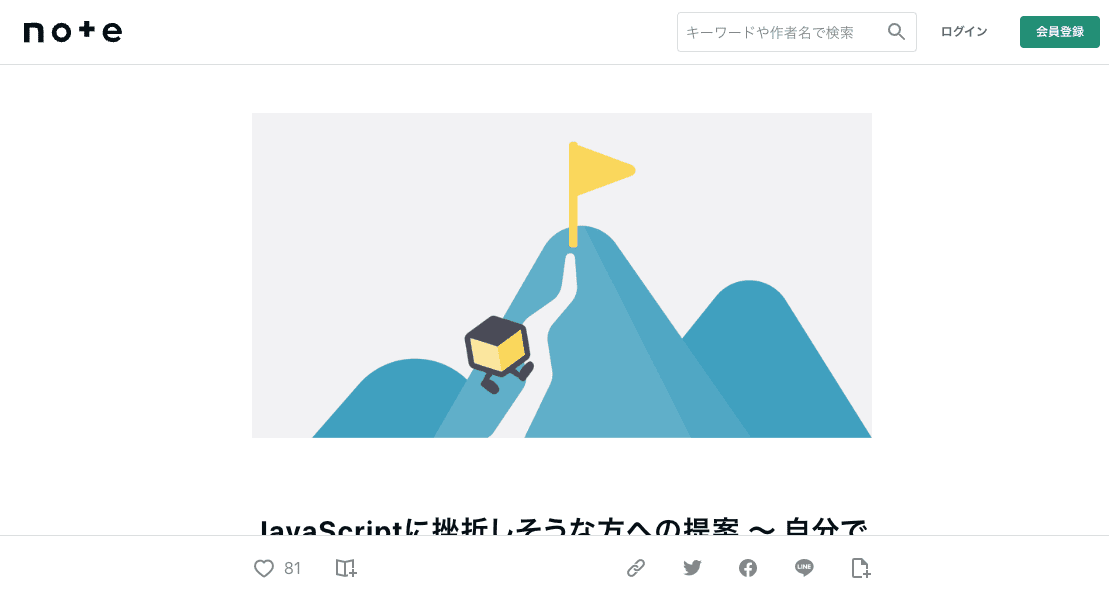 note
キーワードや作者名で検索
ログイン
会員登録
JavaScriptに挫折しそうな方への提案 〜 自分で
81
LINE